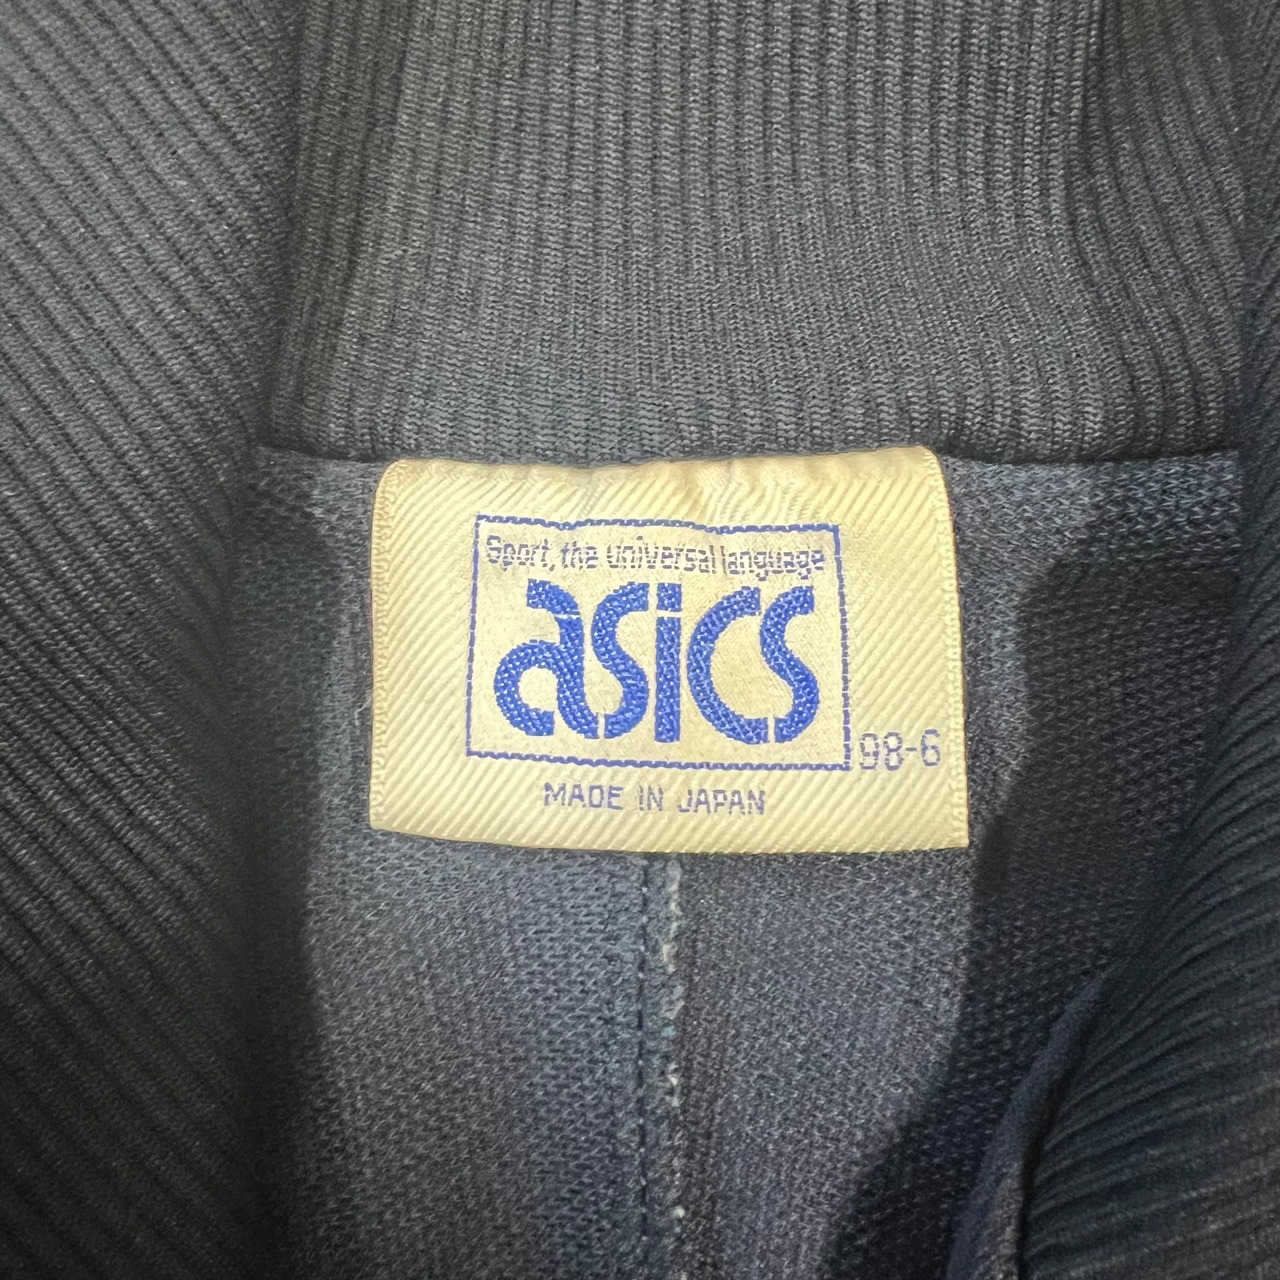 Sport, the universal language
asics
98-6
MADE IN JAPAN